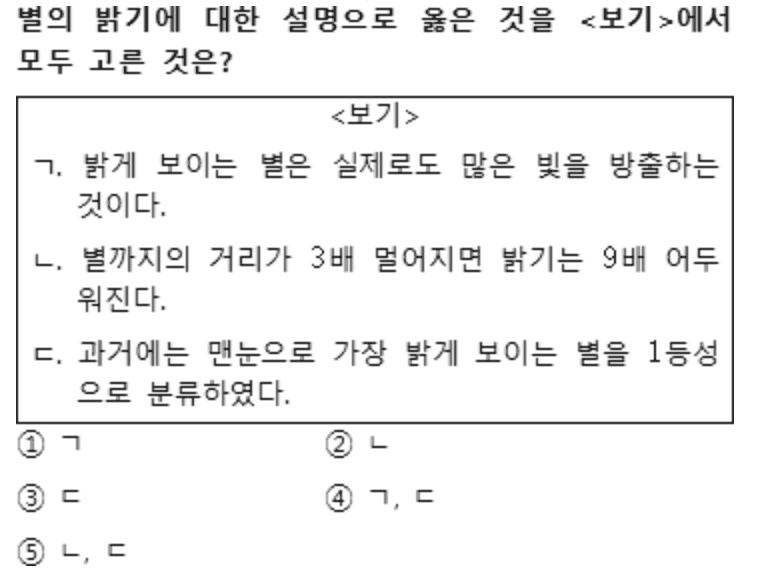 별의 밝기에 대한 설명으로 옳은 것을 <보기>에서
모두 고른 것은?
<보기>
ㄱ. 밝게 보이는 별은 실제로도 많은 빛을 방출하는
것이다.
ㄴ. 별까지의 거리가 3배 멀어지면 밝기는 9배 어두
워진다.
ㄷ. 과거에는 맨눈으로 가장 밝게 보이는 별을 1등성
으로 분류하였다.
① ㄱ ② ㄴ
③ ㄷ ④ ㄱ, ㄷ
⑤ ㄴ, ㄷ